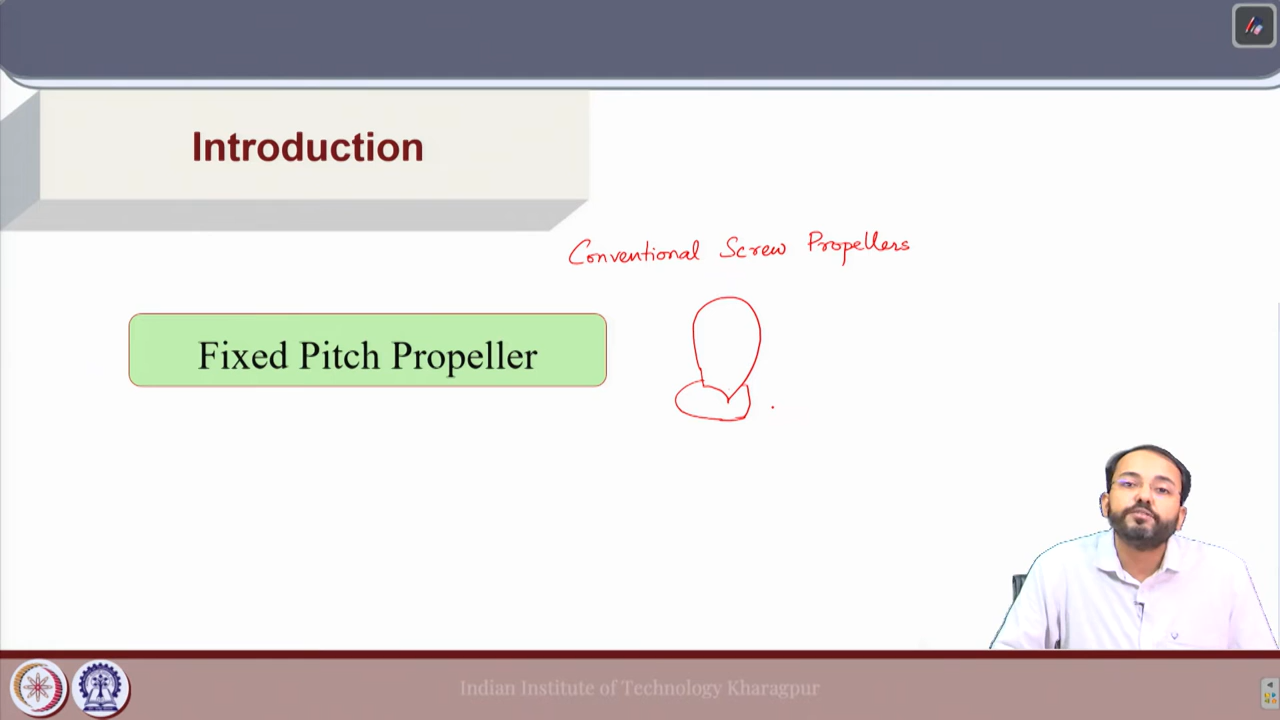 Introduction
Conventional Screw Propellers
Fixed Pitch Propeller
Indian Institute of Technology Kharagpur